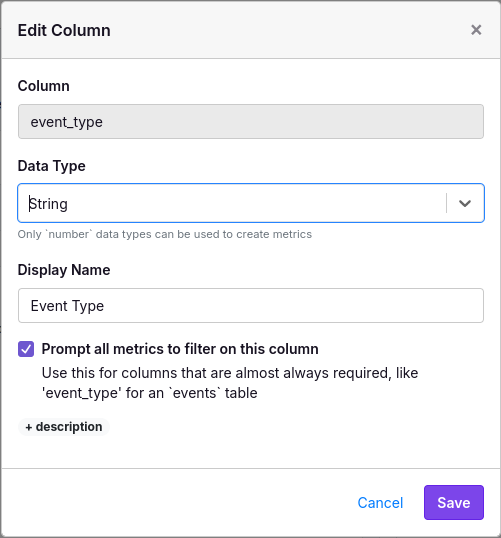 Edit Column
×
Column
event_type
Data Type
String
Only `number` data types can be used to create metrics
Display Name
Event Type
Prompt all metrics to filter on this column
Use this for columns that are almost always required, like
'event_type' for an `events` table
+ description
Cancel
Save